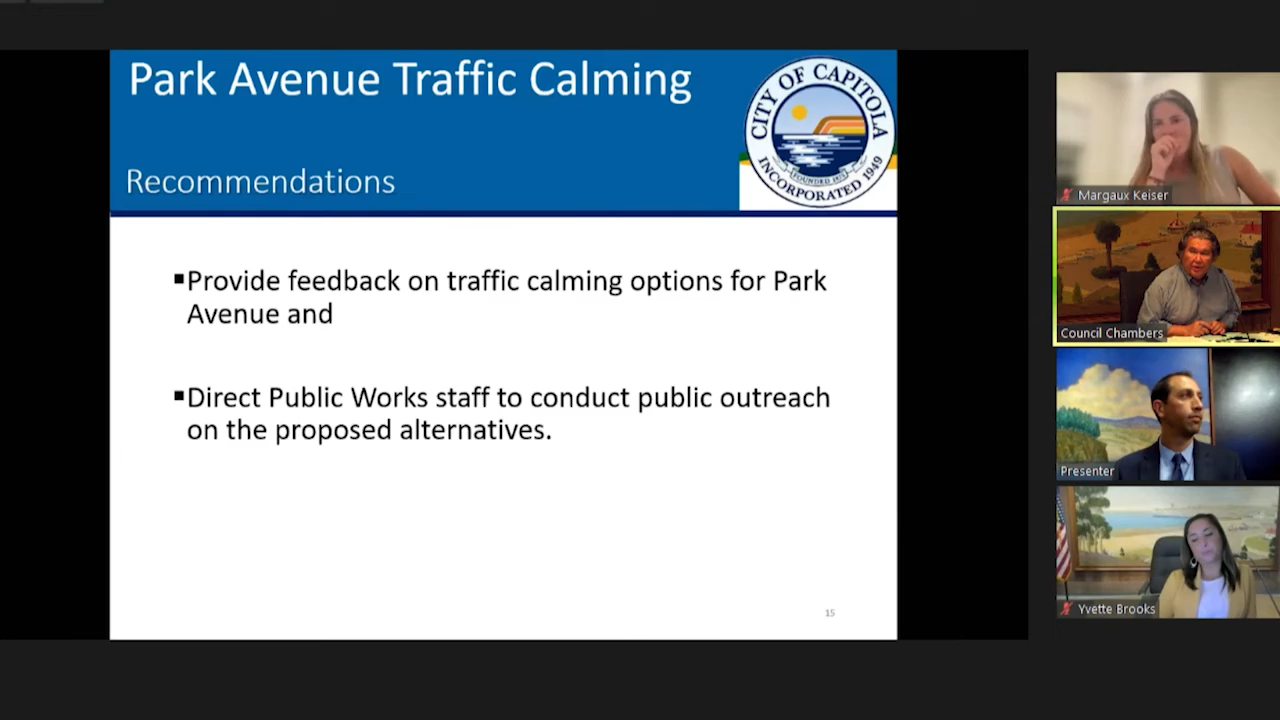 Park Avenue Traffic Calming
Recommendations
CITY OF CAPITOLA
FOUNDED 1874
INCORPORATED 1949
▪Provide feedback on traffic calming options for Park
Avenue and
▪Direct Public Works staff to conduct public outreach
on the proposed alternatives.
15
Margaux Keiser
Council Chambers
Presenter
Yvette Brooks